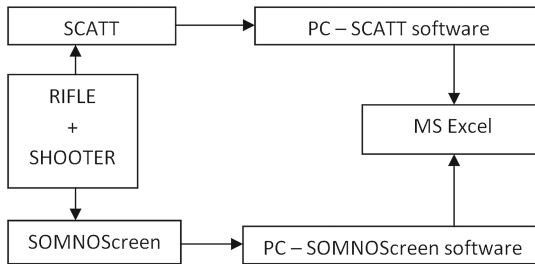 SCATT
PC – SCATT software
RIFLE
+
SHOOTER
MS Excel
SOMNOScreen
PC – SOMNOScreen software